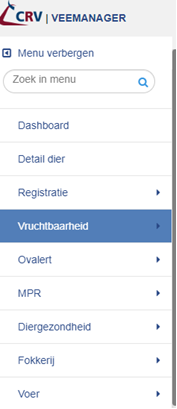 CRV | VEEMANAGER
Menu verbergen
Zoek in menu
Dashboard
Detail dier
Registratie
Vruchtbaarheid
Ovalert
MPR
Diergezondheid
Fokkerij
Voer